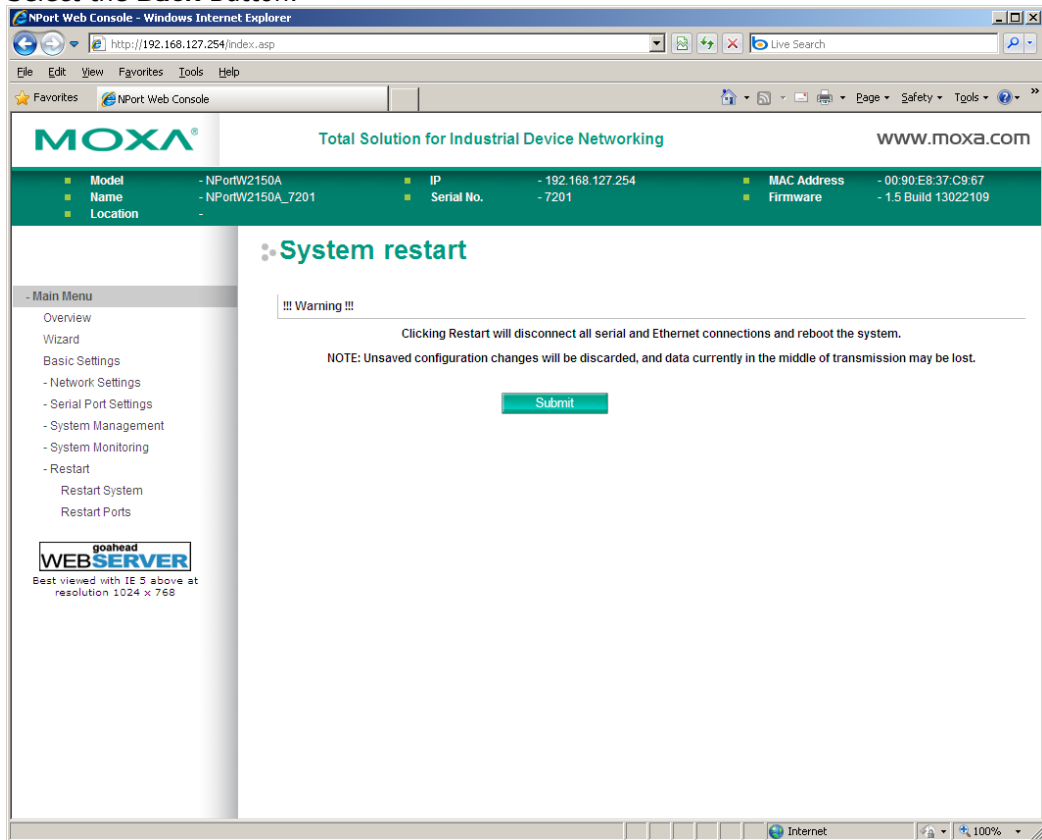 Select the Back Button.
NPort Web Console - Windows Internet Explorer
http://192.168.127.254/index.asp
Live Search
File Edit View Favorites Tools Help
Favorites NPort Web Console Page Safety Tools
MOXA® Total Solution for Industrial Device Networking www.moxa.com
Model - NPortW2150A IP - 192.168.127.254 MAC Address - 00:90:E8:37:C9:67
Name - NPortW2150A_7201 Serial No. - 7201 Firmware - 1.5 Build 13022109
Location -
System restart
- Main Menu
Overview
Wizard
Basic Settings
- Network Settings
- Serial Port Settings
- System Management
- System Monitoring
- Restart
Restart System
Restart Ports
goahead
WEBSERVER
Best viewed with IE 5 above at
resolution 1024 x 768
!!! Warning !!!
Clicking Restart will disconnect all serial and Ethernet connections and reboot the system.
NOTE: Unsaved configuration changes will be discarded, and data currently in the middle of transmission may be lost.
Submit
Internet 100%